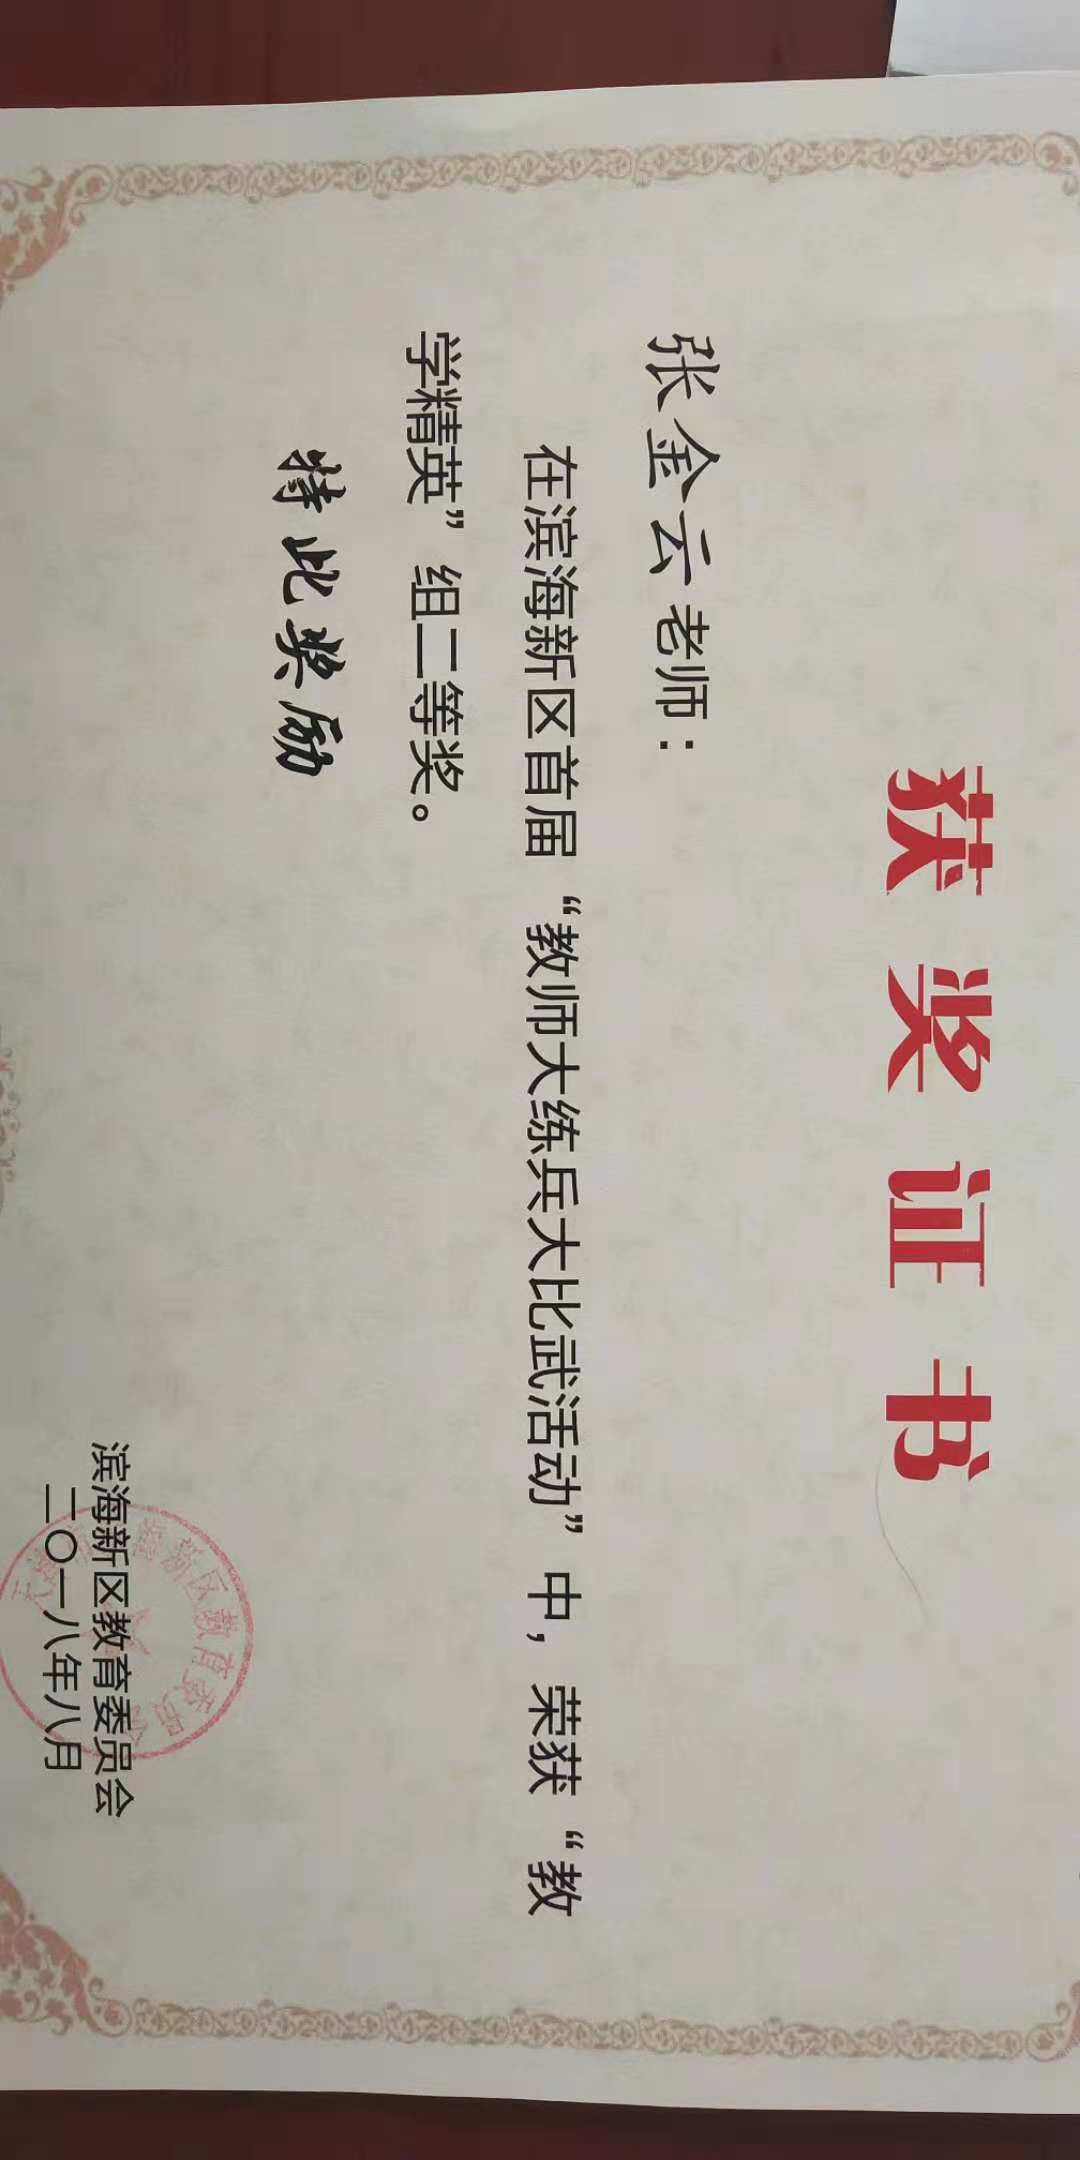 获奖证书
张金云老师：
在滨海新区首届“教师大练兵大比武活动”中，荣获“教
学精英”组二等奖。
特此奖励
滨海新区教育委员会
二〇一八年八月